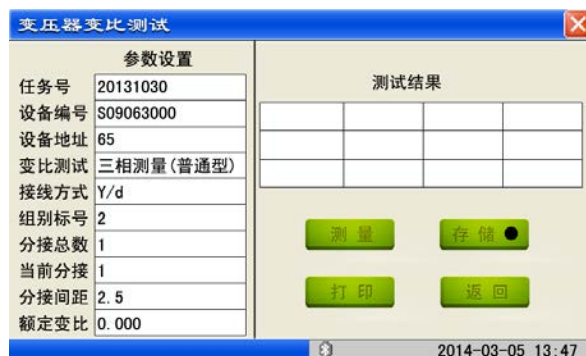 变压器变比测试
参数设置
任务号 20131030
设备编号 S09063000
设备地址 65
变比测试 三相测量(普通型)
接线方式 Y/d
组别标号 2
分接总数 1
当前分接 1
分接间距 2.5
额定变比 0.000
测试结果
测 量 存 储
打 印 返 回
2014-03-05 13:47